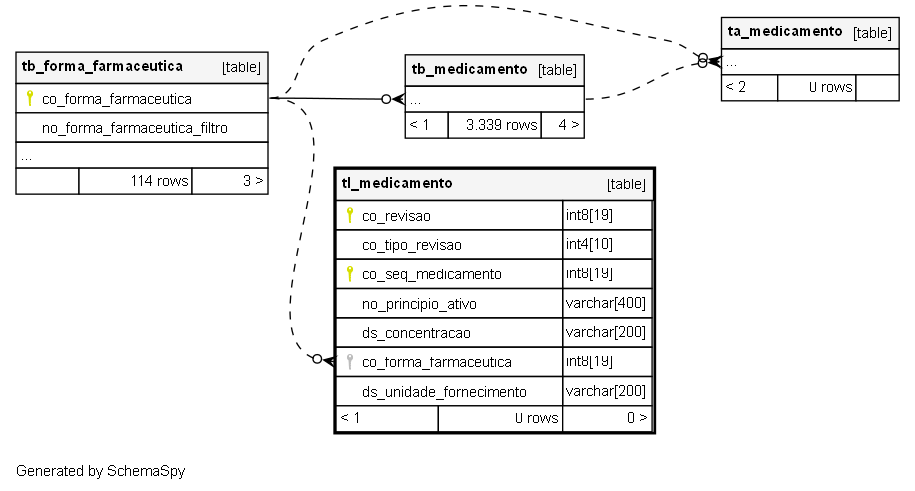 tb_forma_farmaceutica [table]
co_forma_farmaceutica
no_forma_farmaceutica_filtro
...
114 rows 3 >
tb_medicamento [table]
...
< 1 3.339 rows 4 >
ta_medicamento [table]
...
< 2 0 rows
tl_medicamento [table]
co_revisao int8[19]
co_tipo_revisao int4[10]
co_seq_medicamento int8[19]
no_principio_ativo varchar[400]
ds_concentracao varchar[200]
co_forma_farmaceutica int8[19]
ds_unidade_fornecimento varchar[200]
< 1 0 rows 0 >
Generated by SchemaSpy